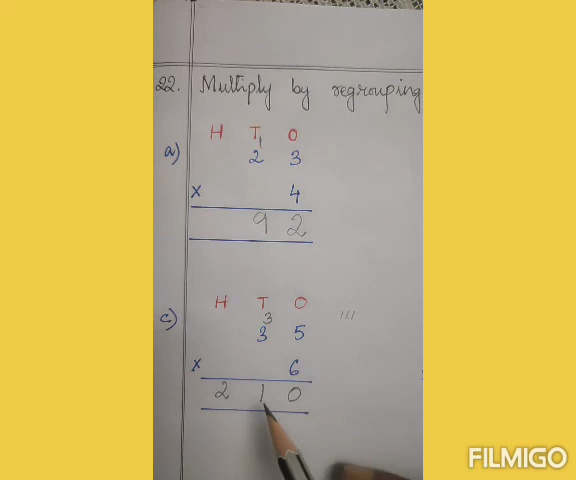 22. Multiply by regrouping
H T O
1
a) 2 3
x 4
9 2
H T O
3
c) 3 5
x 6
2 1 0
FILMIGO